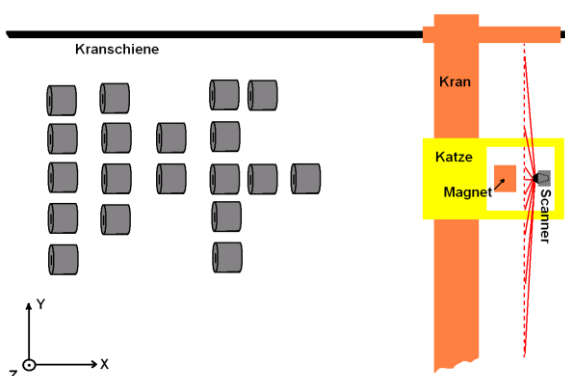 Kranschiene
Kran
Katze
Magnet
Scanner
Y
X
Z